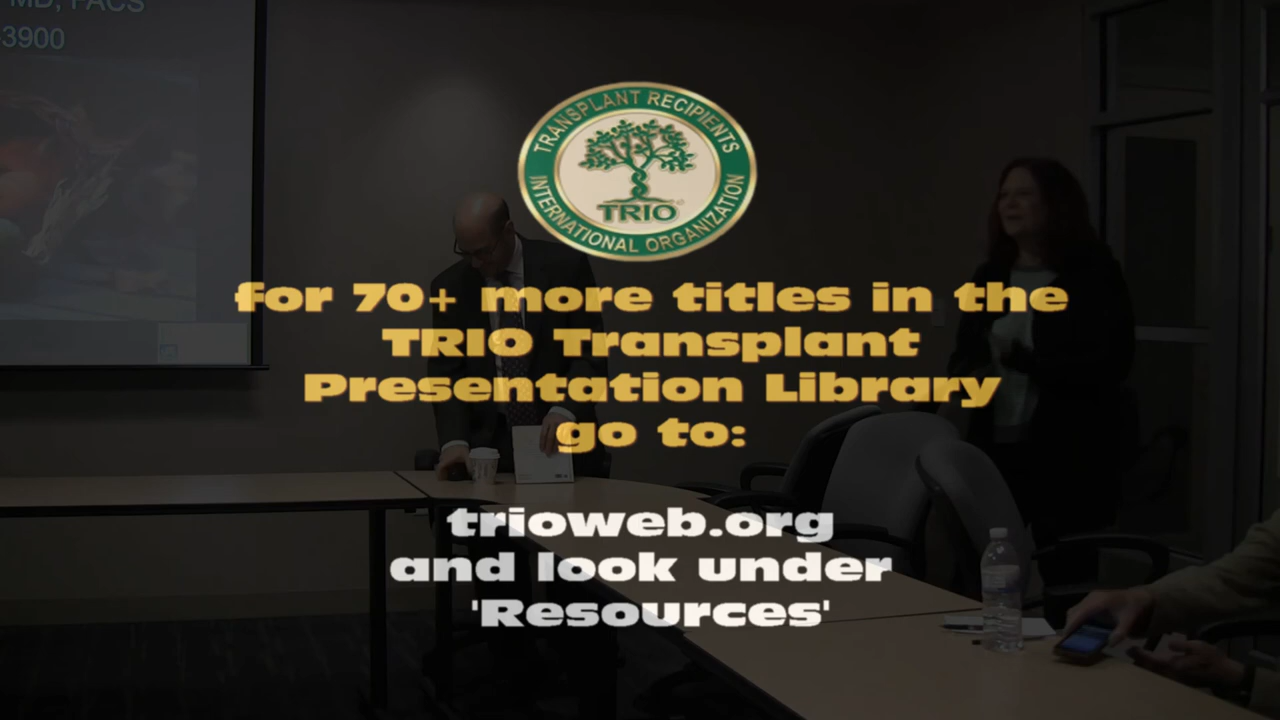 MD, FACS
3900
TRANSPLANT RECIPIENTS
TRIO
INTERNATIONAL ORGANIZATION
for 70+ more titles in the
TRIO Transplant
Presentation Library
go to:
trioweb.org
and look under
'Resources'